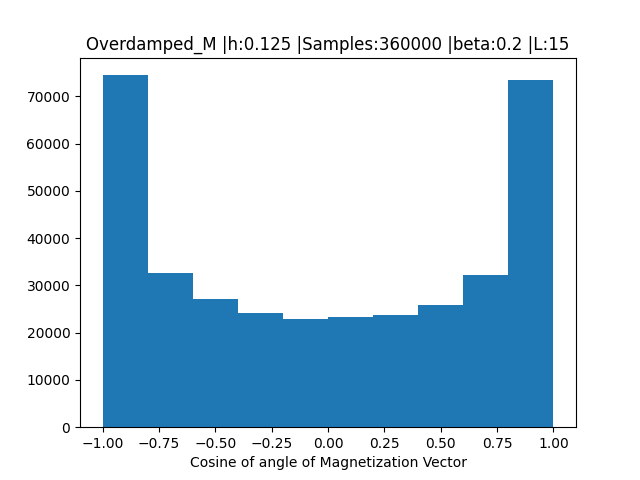 Overdamped_M |h:0.125 |Samples:360000 |beta:0.2 |L:15
70000
60000
50000
40000
30000
20000
10000
0
−1.00 −0.75 −0.50 −0.25 0.00 0.25 0.50 0.75 1.00
Cosine of angle of Magnetization Vector